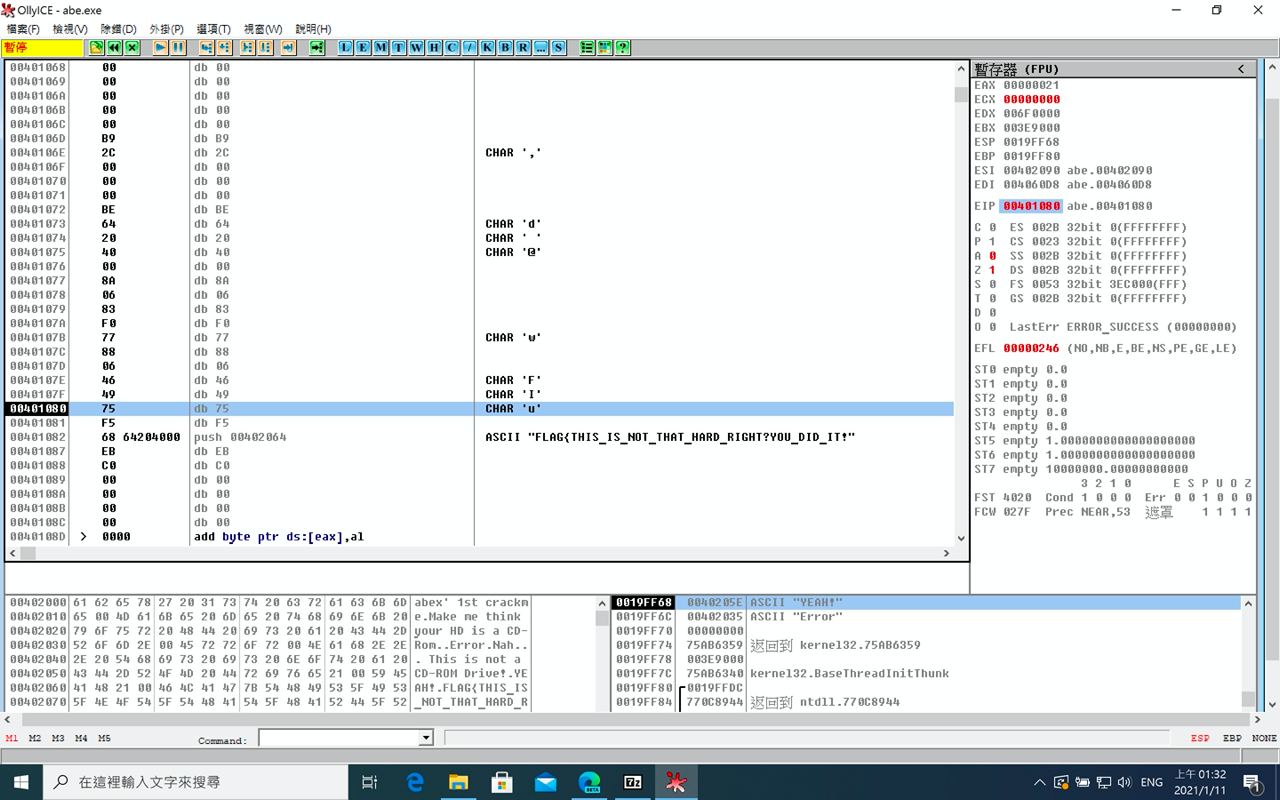 OllyICE - abe.exe
檔案(F) 檢視(V) 除錯(D) 外掛(P) 選項(T) 視窗(W) 說明(H)
暫停 L E M T W H C / K B R ... S ?
00401068 00 db 00
00401069 00 db 00
0040106A 00 db 00
0040106B 00 db 00
0040106C 00 db 00
0040106D B9 db B9
0040106E 2C db 2C CHAR ','
0040106F 00 db 00
00401070 00 db 00
00401071 00 db 00
00401072 BE db BE
00401073 64 db 64 CHAR 'd'
00401074 20 db 20 CHAR ' '
00401075 40 db 40 CHAR '@'
00401076 00 db 00
00401077 8A db 8A
00401078 06 db 06
00401079 83 db 83
0040107A F0 db F0
0040107B 77 db 77 CHAR 'w'
0040107C 88 db 88
0040107D 06 db 06
0040107E 46 db 46 CHAR 'F'
0040107F 49 db 49 CHAR 'I'
00401080 75 db 75 CHAR 'u'
00401081 F5 db F5
00401082 68 64204000 push 00402064 ASCII "FLAG{THIS_IS_NOT_THAT_HARD_RIGHT?YOU_DID_IT!"
00401087 EB db EB
00401088 C0 db C0
00401089 00 db 00
0040108A 00 db 00
0040108B 00 db 00
0040108C 00 db 00
0040108D > 0000 add byte ptr ds:[eax],al
暫存器 (FPU) <
EAX 00000021
ECX 00000000
EDX 006F0000
EBX 003E9000
ESP 0019FF68
EBP 0019FF80
ESI 00402090 abe.00402090
EDI 004060D8 abe.004060D8
EIP 00401080 abe.00401080
C 0 ES 002B 32bit 0(FFFFFFFF)
P 1 CS 0023 32bit 0(FFFFFFFF)
A 0 SS 002B 32bit 0(FFFFFFFF)
Z 1 DS 002B 32bit 0(FFFFFFFF)
S 0 FS 0053 32bit 3EC000(FFF)
T 0 GS 002B 32bit 0(FFFFFFFF)
D 0
O 0 LastErr ERROR_SUCCESS (00000000)
EFL 00000246 (NO,NB,E,BE,NS,PE,GE,LE)
ST0 empty 0.0
ST1 empty 0.0
ST2 empty 0.0
ST3 empty 0.0
ST4 empty 0.0
ST5 empty 1.0000000000000000000
ST6 empty 1.0000000000000000000
ST7 empty 10000000.00000000000
3 2 1 0 E S P U O Z
FST 4020 Cond 1 0 0 0 Err 0 0 1 0 0 0
FCW 027F Prec NEAR,53 遮罩 1 1 1 1
00402000 61 62 65 78 27 20 31 73 74 20 63 72 61 63 6B 6D abex' 1st crackm
00402010 65 00 4D 61 6B 65 20 6D 65 20 74 68 69 6E 6B 20 e.Make me think
00402020 79 6F 75 72 20 48 44 20 69 73 20 61 20 43 44 2D your HD is a CD-
00402030 52 6F 6D 2E 00 45 72 72 6F 72 00 4E 61 68 2E 2E Rom..Error.Nah..
00402040 2E 20 54 68 69 73 20 69 73 20 6E 6F 74 20 61 20 . This is not a
00402050 43 44 2D 52 4F 4D 20 44 72 69 76 65 21 00 59 45 CD-ROM Drive!.YE
00402060 41 48 21 00 46 4C 41 47 7B 54 48 49 53 5F 49 53 AH!.FLAG{THIS_IS
00402070 5F 4E 4F 54 5F 54 48 41 54 5F 48 41 52 44 5F 52 _NOT_THAT_HARD_R
0019FF68 0040205E ASCII "YEAH!"
0019FF6C 00402035 ASCII "Error"
0019FF70 00000000
0019FF74 75AB6359 返回到 kernel32.75AB6359
0019FF78 003E9000
0019FF7C 75AB6340 kernel32.BaseThreadInitThunk
0019FF80 0019FFDC
0019FF84 770C8944 返回到 ntdll.770C8944
M1 M2 M3 M4 M5 Command: ESP EBP NONE
在這裡輸入文字來搜尋 BETA 7z ENG 上午 01:32
2021/1/11 1